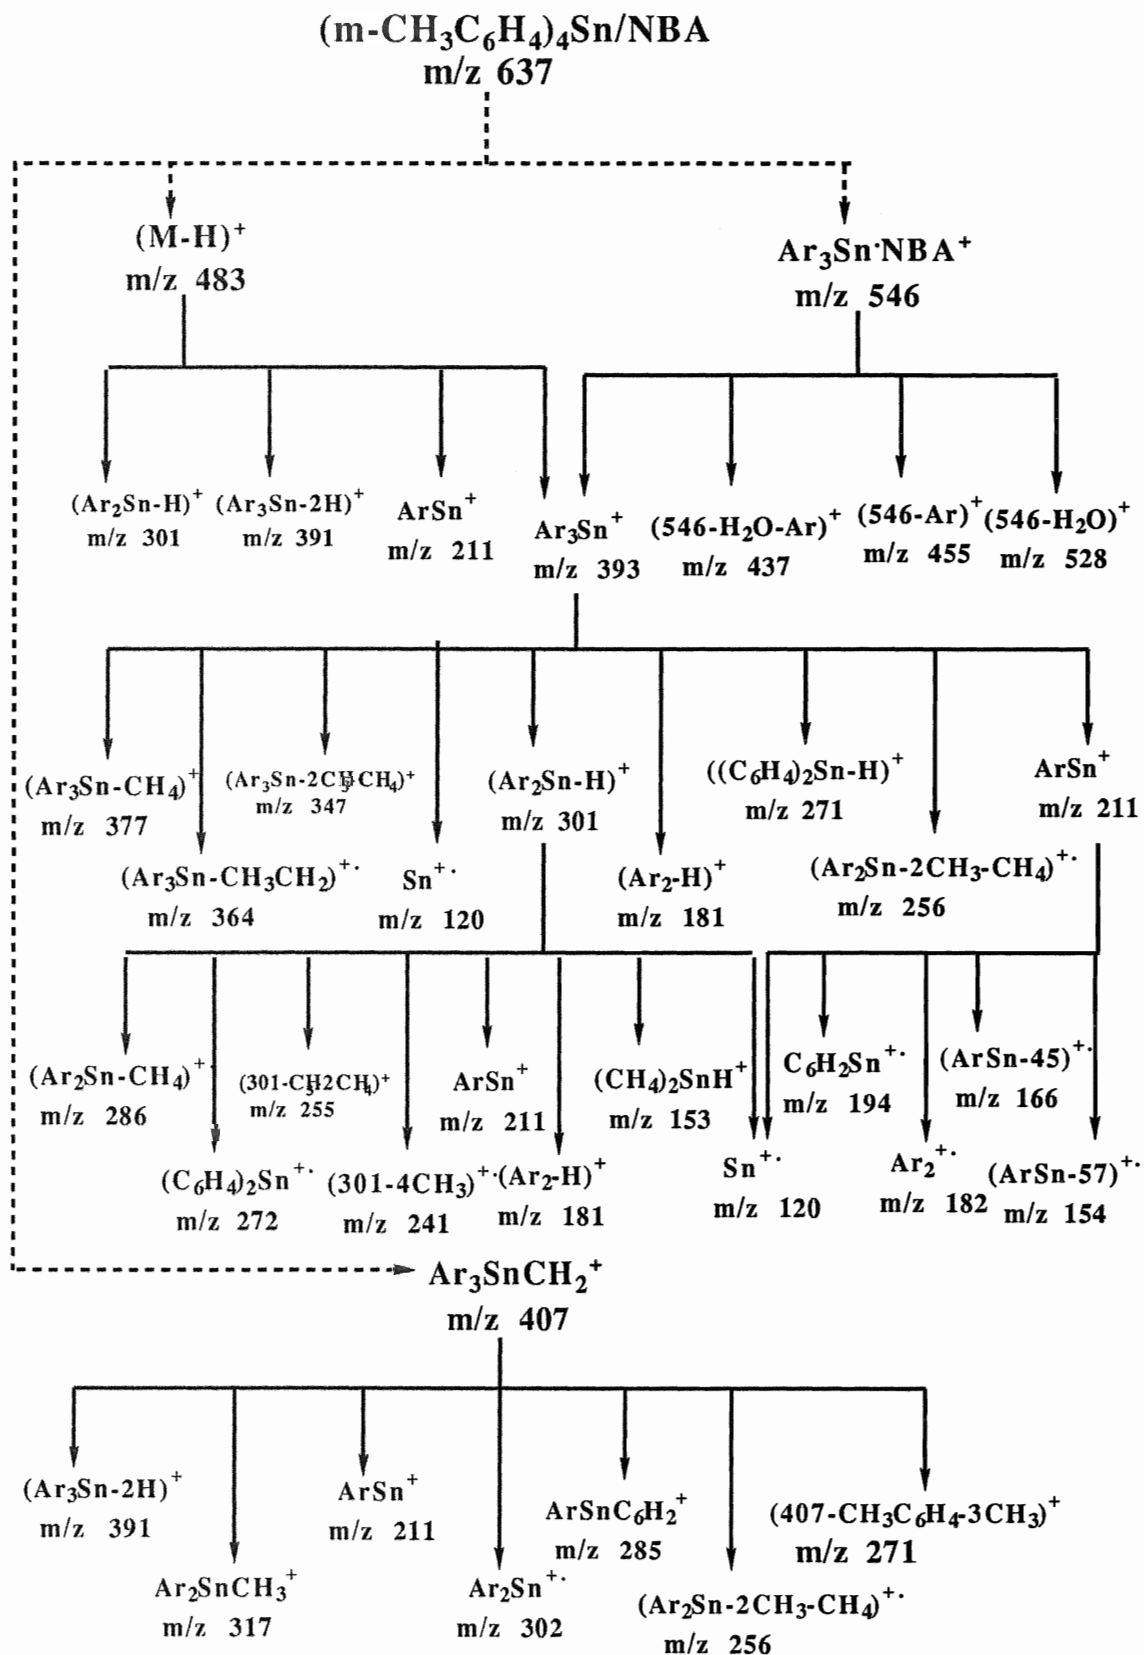 (m-CH₃C₆H₄)₄Sn/NBA
m/z 637
(M-H)⁺
m/z 483
Ar₃Sn·NBA⁺
m/z 546
(Ar₂Sn-H)⁺
m/z 301
(Ar₃Sn-2H)⁺
m/z 391
ArSn⁺
m/z 211
Ar₃Sn⁺
m/z 393
(546-H₂O-Ar)⁺
m/z 437
(546-Ar)⁺
m/z 455
(546-H₂O)⁺
m/z 528
(Ar₃Sn-CH₄)⁺
m/z 377
(Ar₃Sn-2CH₃CH₄)⁺
m/z 347
(Ar₂Sn-H)⁺
m/z 301
((C₆H₄)₂Sn-H)⁺
m/z 271
ArSn⁺
m/z 211
(Ar₃Sn-CH₃CH₂)⁺·
m/z 364
Sn⁺·
m/z 120
(Ar₂-H)⁺
m/z 181
(Ar₂Sn-2CH₃-CH₄)⁺·
m/z 256
(Ar₂Sn-CH₄)⁺·
m/z 286
(301-CH₃2CH₄)⁺
m/z 255
ArSn⁺
m/z 211
(CH₄)₂SnH⁺
m/z 153
C₆H₂Sn⁺·
m/z 194
(ArSn-45)⁺·
m/z 166
(C₆H₄)₂Sn⁺·
m/z 272
(301-4CH₃)⁺·
m/z 241
(Ar₂-H)⁺
m/z 181
Sn⁺·
m/z 120
Ar₂⁺·
m/z 182
(ArSn-57)⁺·
m/z 154
Ar₃SnCH₂⁺
m/z 407
(Ar₃Sn-2H)⁺
m/z 391
ArSn⁺
m/z 211
ArSnC₆H₂⁺
m/z 285
(407-CH₃C₆H₄-3CH₃)⁺
m/z 271
Ar₂SnCH₃⁺
m/z 317
Ar₂Sn⁺·
m/z 302
(Ar₂Sn-2CH₃-CH₄)⁺·
m/z 256